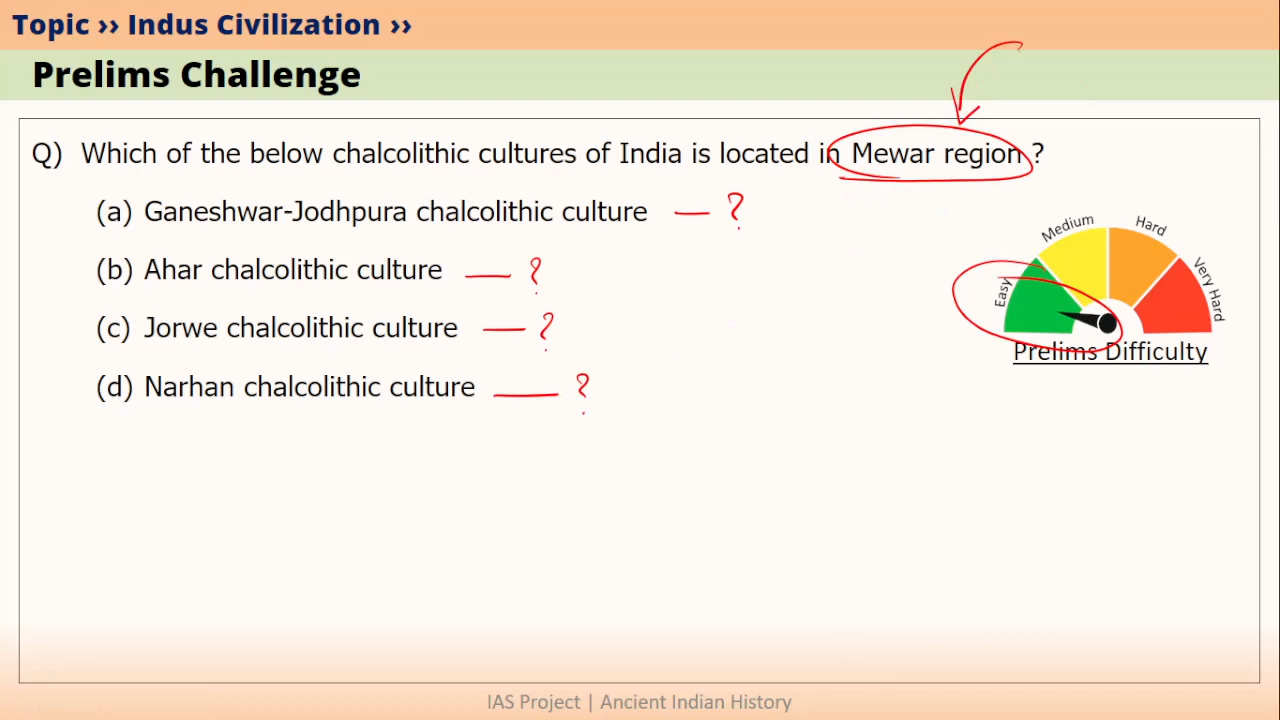 Topic ›› Indus Civilization ››
Prelims Challenge
Q) Which of the below chalcolithic cultures of India is located in Mewar region ?
(a) Ganeshwar-Jodhpura chalcolithic culture — ?
(b) Ahar chalcolithic culture — ?
(c) Jorwe chalcolithic culture — ?
(d) Narhan chalcolithic culture — ?
Easy
Medium
Hard
Very Hard
Prelims Difficulty
IAS Project | Ancient Indian History